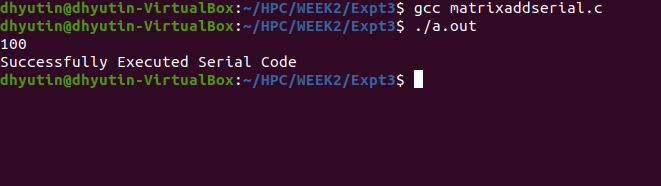 dhyutin@dhyutin-VirtualBox:~/HPC/WEEK2/Expt3$ gcc matrixaddserial.c
dhyutin@dhyutin-VirtualBox:~/HPC/WEEK2/Expt3$ ./a.out
100
Successfully Executed Serial Code
dhyutin@dhyutin-VirtualBox:~/HPC/WEEK2/Expt3$